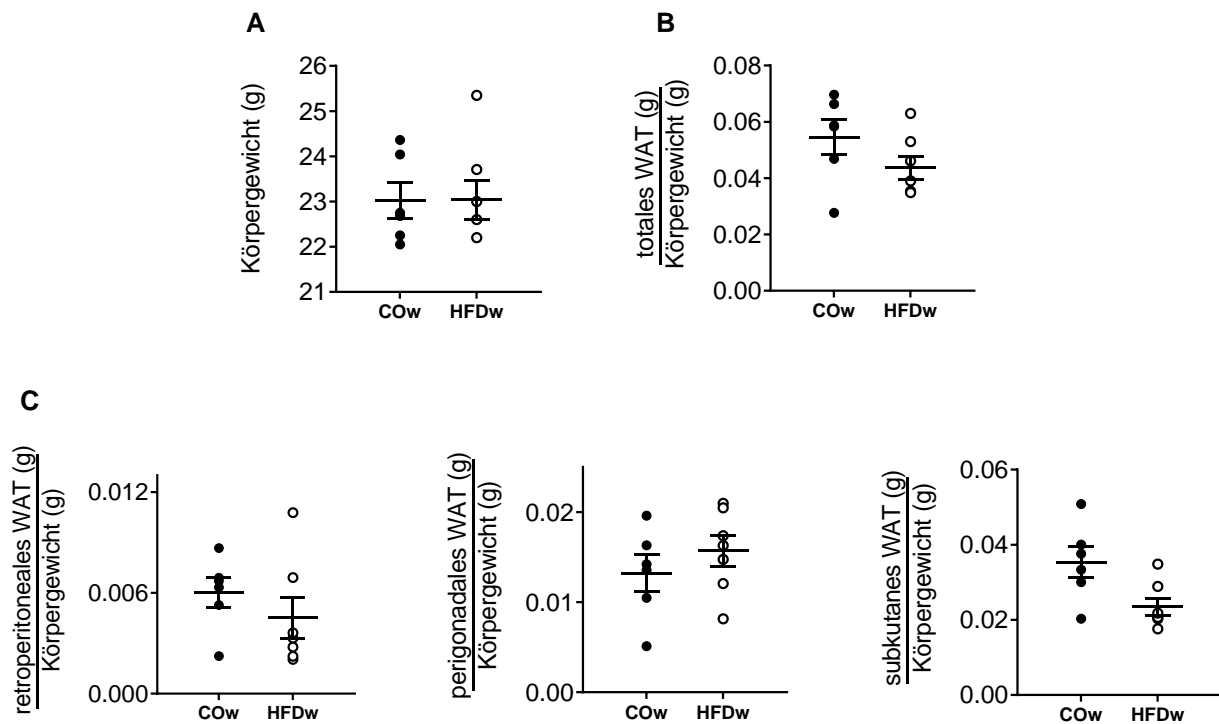 A
Körpergewicht (g)
26
25
24
23
22
21
COw HFDw
B
totales WAT (g)
Körpergewicht (g)
0.08
0.06
0.04
0.02
0.00
COw HFDw
C
retroperitoneales WAT (g)
Körpergewicht (g)
0.012
0.006
0.000
COw HFDw
perigonadales WAT (g)
Körpergewicht (g)
0.02
0.01
0.00
COw HFDw
subkutanes WAT (g)
Körpergewicht (g)
0.06
0.04
0.02
0.00
COw HFDw